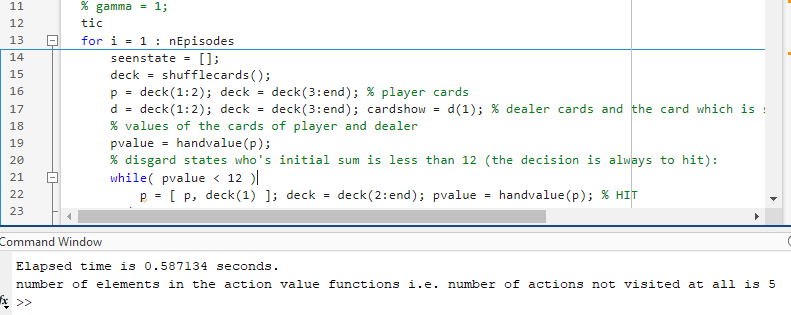 11 % gamma = 1;
12 tic
13 for i = 1 : nEpisodes
14 seenstate = [];
15 deck = shufflecards();
16 p = deck(1:2); deck = deck(3:end); % player cards
17 d = deck(1:2); deck = deck(3:end); cardshow = d(1); % dealer cards and the card which is
18 % values of the cards of player and dealer
19 pvalue = handvalue(p);
20 % disgard states who's initial sum is less than 12 (the decision is always to hit):
21 while( pvalue < 12 )
22 p = [ p, deck(1) ]; deck = deck(2:end); pvalue = handvalue(p); % HIT
23
Command Window
Elapsed time is 0.587134 seconds.
number of elements in the action value functions i.e. number of actions not visited at all is 5
fx >>